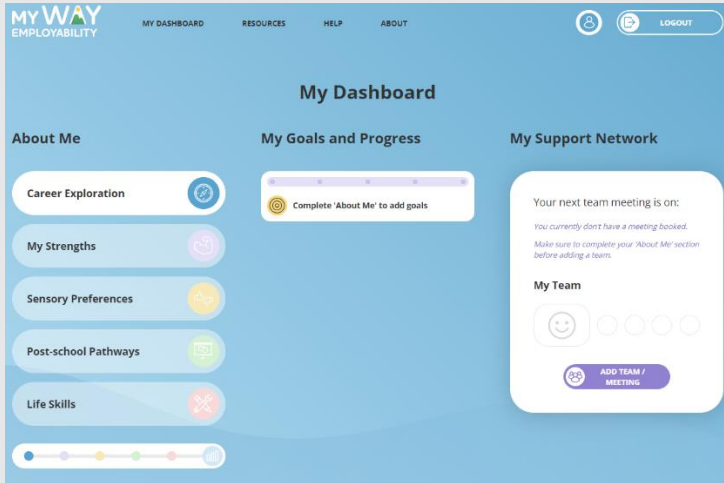 MY WAY
EMPLOYABILITY
MY DASHBOARD
RESOURCES
HELP
ABOUT
LOGOUT
My Dashboard
About Me
Career Exploration
My Strengths
Sensory Preferences
Post-school Pathways
Life Skills
My Goals and Progress
Complete 'About Me' to add goals
My Support Network
Your next team meeting is on:
You currently don't have a meeting booked.
Make sure to complete your 'About Me' section
before adding a team.
My Team
ADD TEAM /
MEETING